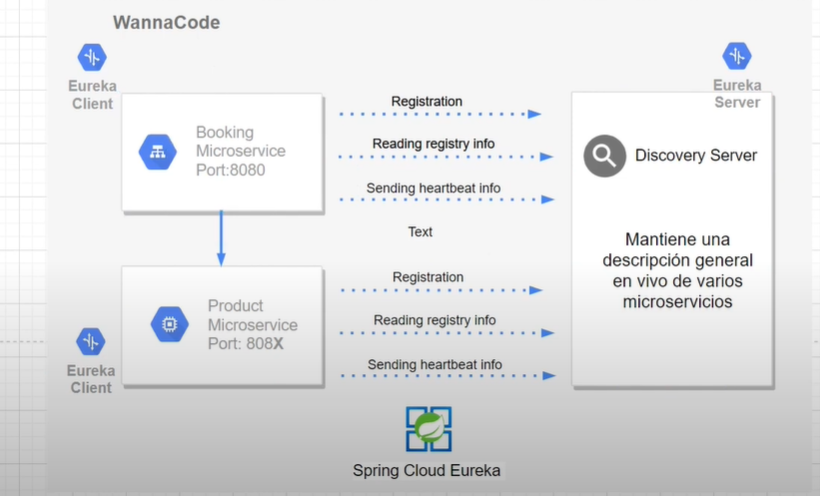 WannaCode
Eureka
Client
Eureka
Server
Booking
Microservice
Port:8080
Registration
Reading registry info
Sending heartbeat info
Discovery Server
Mantiene una
descripción general
en vivo de varios
microservicios
Text
Product
Microservice
Port: 808X
Eureka
Client
Registration
Reading registry info
Sending heartbeat info
Spring Cloud Eureka